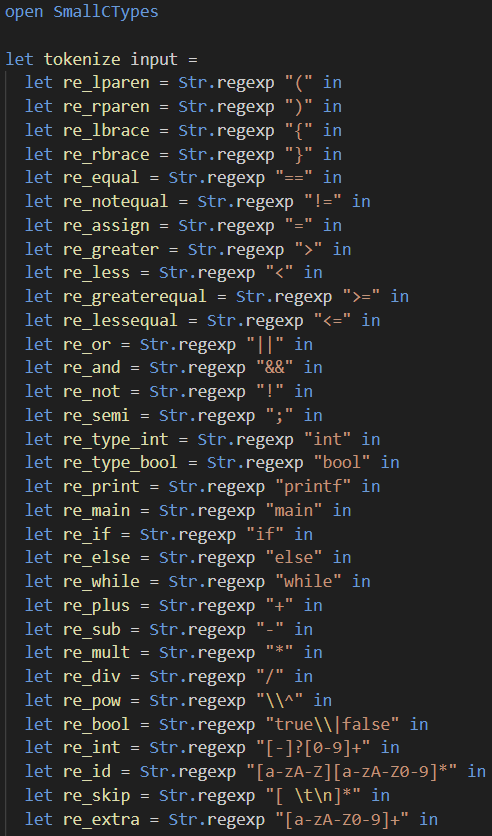 open SmallCTypes
let tokenize input =
let re_lparen = Str.regexp "(" in
let re_rparen = Str.regexp ")" in
let re_lbrace = Str.regexp "{" in
let re_rbrace = Str.regexp "}" in
let re_equal = Str.regexp "==" in
let re_notequal = Str.regexp "!=" in
let re_assign = Str.regexp "=" in
let re_greater = Str.regexp ">" in
let re_less = Str.regexp "<" in
let re_greaterequal = Str.regexp ">=" in
let re_lessequal = Str.regexp "<=" in
let re_or = Str.regexp "||" in
let re_and = Str.regexp "&&" in
let re_not = Str.regexp "!" in
let re_semi = Str.regexp ";" in
let re_type_int = Str.regexp "int" in
let re_type_bool = Str.regexp "bool" in
let re_print = Str.regexp "printf" in
let re_main = Str.regexp "main" in
let re_if = Str.regexp "if" in
let re_else = Str.regexp "else" in
let re_while = Str.regexp "while" in
let re_plus = Str.regexp "+" in
let re_sub = Str.regexp "-" in
let re_mult = Str.regexp "*" in
let re_div = Str.regexp "/" in
let re_pow = Str.regexp "\\^" in
let re_bool = Str.regexp "true\\|false" in
let re_int = Str.regexp "[-]?[0-9]+" in
let re_id = Str.regexp "[a-zA-Z][a-zA-Z0-9]*" in
let re_skip = Str.regexp "[ \t\n]*" in
let re_extra = Str.regexp "[a-zA-Z0-9]+" in